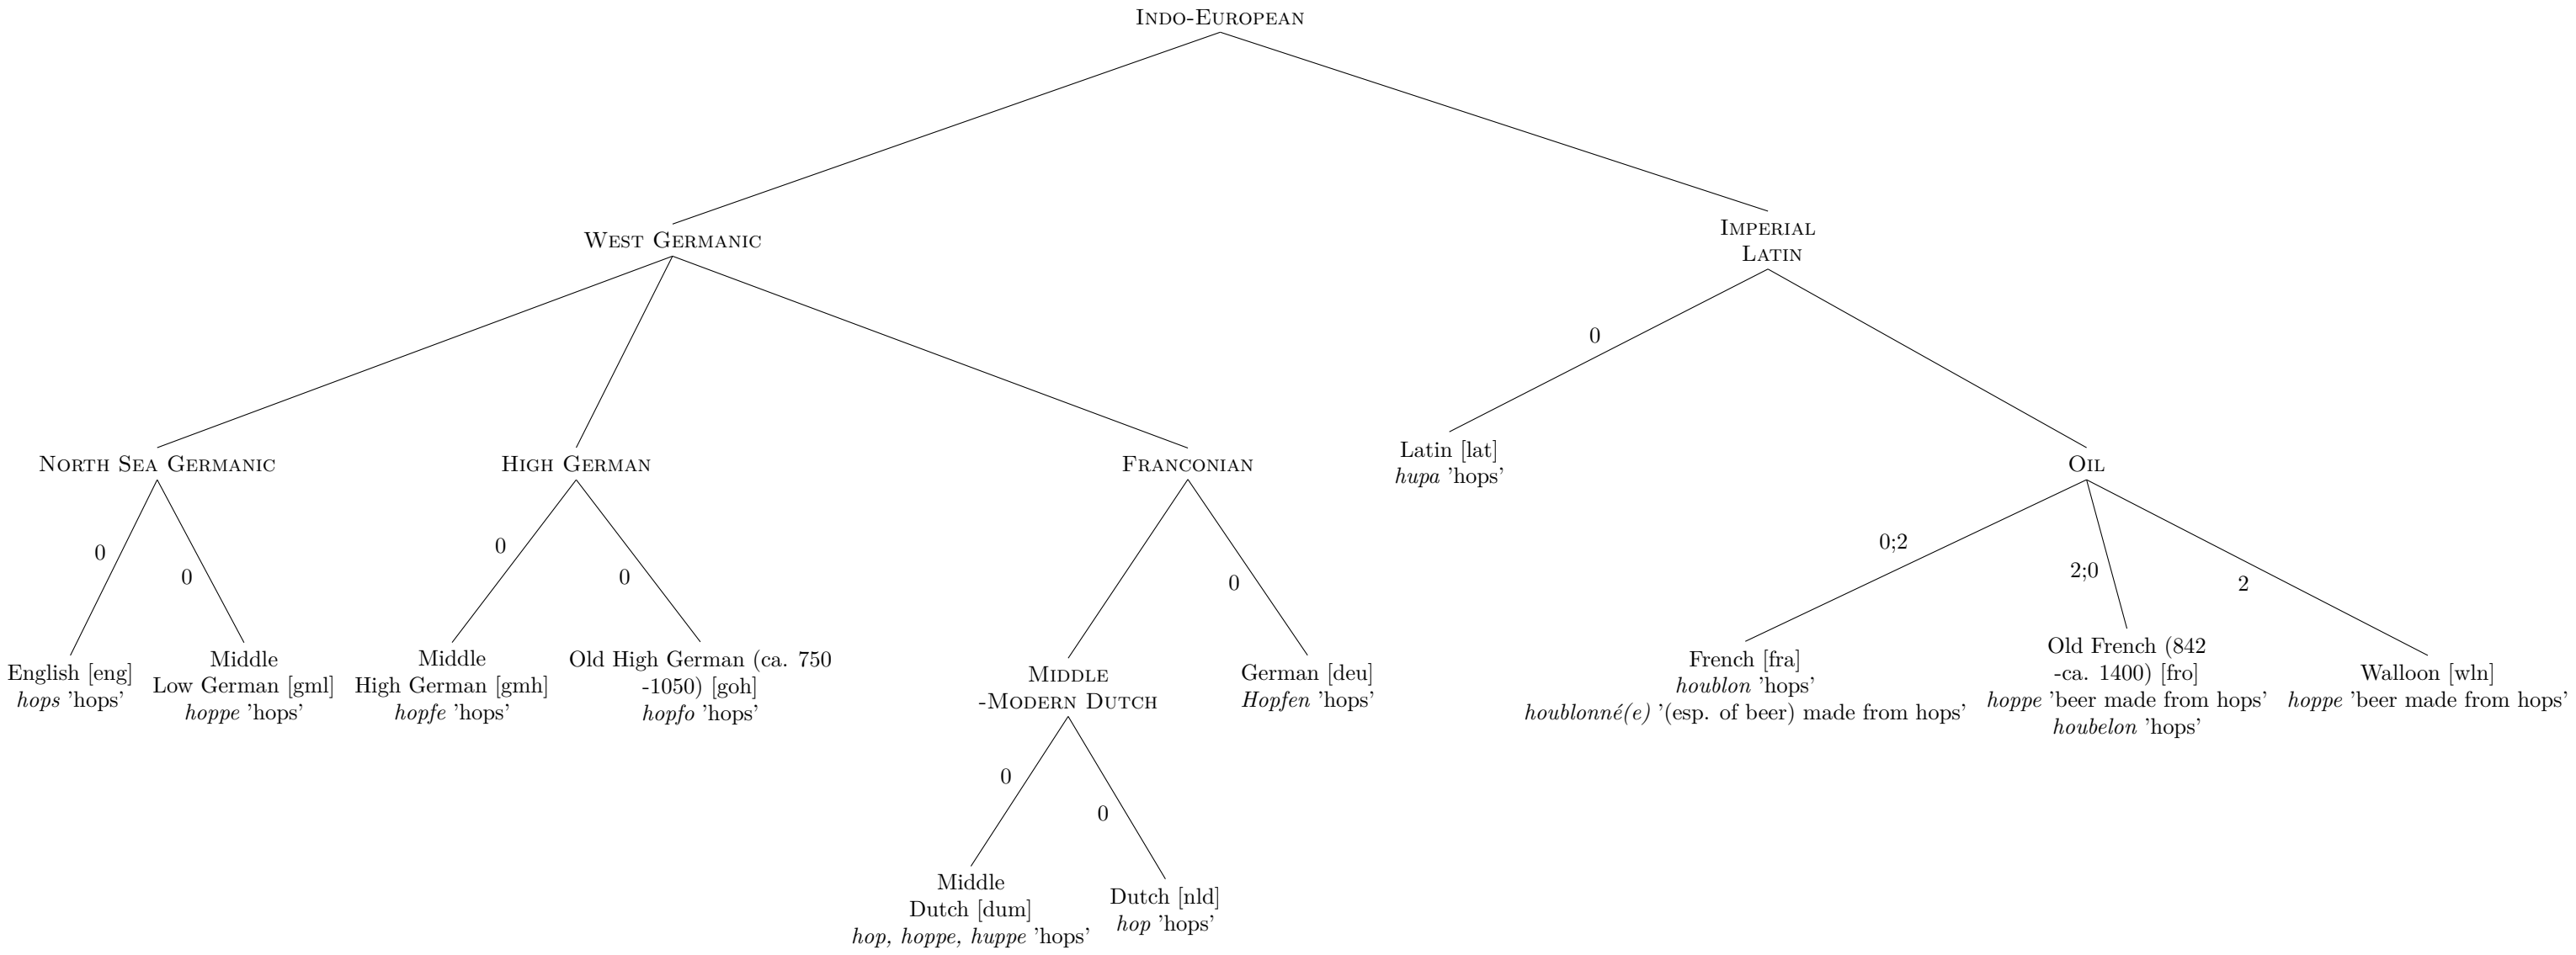 Indo-European
West Germanic
Imperial
Latin
0
North Sea Germanic
High German
Franconian
Latin [lat]
hupa 'hops'
Oil
0
0
0
0
0
0;2
2;0
2
English [eng]
hops 'hops'
Middle
Low German [gml]
hoppe 'hops'
Middle
High German [gmh]
hopfe 'hops'
Old High German (ca. 750
-1050) [goh]
hopfo 'hops'
Middle
-Modern Dutch
German [deu]
Hopfen 'hops'
French [fra]
houblon 'hops'
houblonné(e) '(esp. of beer) made from hops'
Old French (842
-ca. 1400) [fro]
hoppe 'beer made from hops'
houbelon 'hops'
Walloon [wln]
hoppe 'beer made from hops'
0
0
Middle
Dutch [dum]
hop, hoppe, huppe 'hops'
Dutch [nld]
hop 'hops'